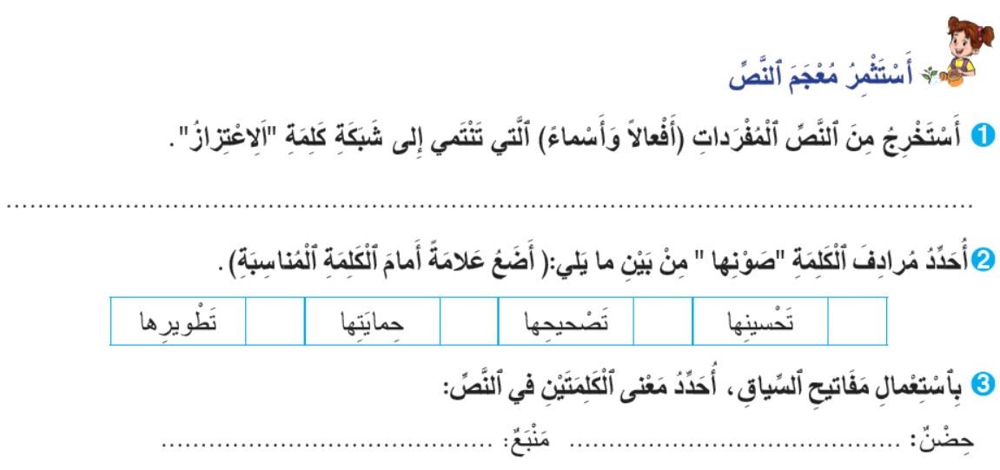 أَسْتَثْمِرُ مُعْجَمَ ٱلنَّصِّ
1 أَسْتَخْرِجُ مِنَ ٱلنَّصِّ ٱلْمُفْرَداتِ (أَفْعالاً وَأَسْماءً) ٱلَّتي تَنْتَمي إِلى شَبَكَةِ كَلِمَةِ "اَلِاعْتِزازُ".
........................................................................................................................
2 أُحَدِّدُ مُرادِفَ ٱلْكَلِمَةِ "صَوْنِها " مِنْ بَيْنِ ما يَلي:( أَضَعُ عَلامَةً أَمامَ ٱلْكَلِمَةِ ٱلْمُناسِبَةِ).
تَحْسينِها تَصْحيحِها حِمايَتِها تَطْويرِها
3 بِٱسْتِعْمالِ مَفَاتيحِ ٱلسِّياقِ، أُحَدِّدُ مَعْنى ٱلْكَلِمَتَيْنِ في ٱلنَّصِّ:
حِضْنٌ: .......................................... مَنْبَعٌ: ..........................................